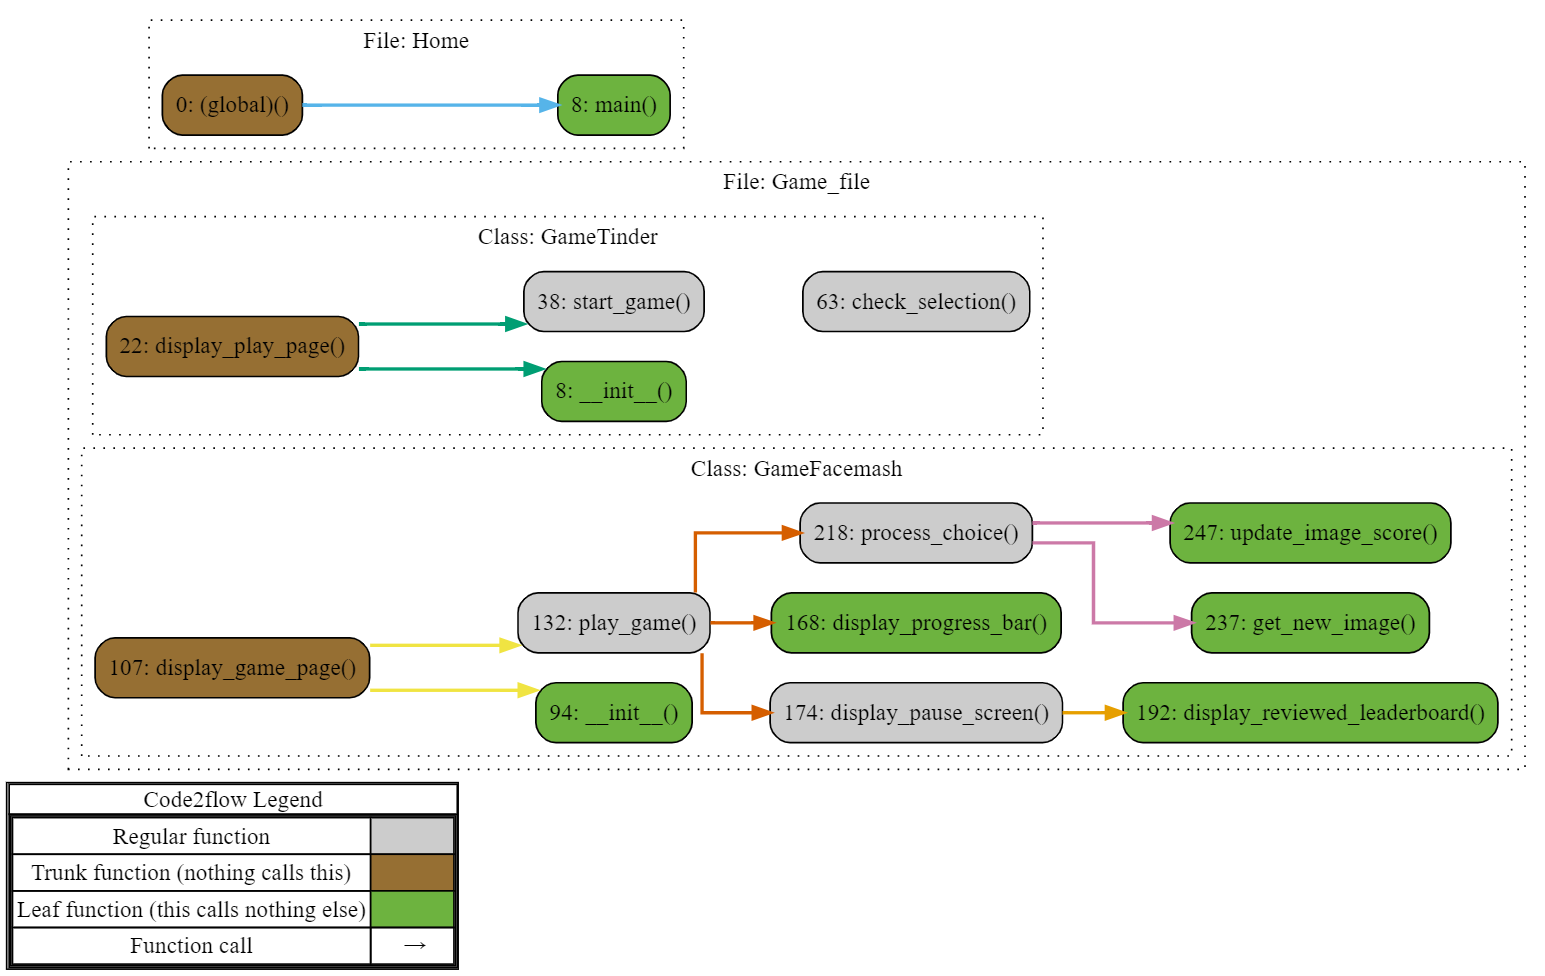 File: Home
0: (global)()
8: main()
File: Game_file
Class: GameTinder
38: start_game()
63: check_selection()
22: display_play_page()
8: __init__()
Class: GameFacemash
218: process_choice()
247: update_image_score()
132: play_game()
168: display_progress_bar()
237: get_new_image()
107: display_game_page()
94: __init__()
174: display_pause_screen()
192: display_reviewed_leaderboard()
Code2flow Legend
Regular function
Trunk function (nothing calls this)
Leaf function (this calls nothing else)
Function call →